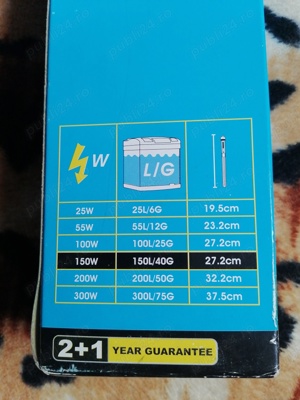 W L/G
25W 25L/6G 19.5cm
55W 55L/12G 23.2cm
100W 100L/25G 27.2cm
150W 150L/40G 27.2cm
200W 200L/50G 32.2cm
300W 300L/75G 37.5cm
2+1 YEAR GUARANTEE